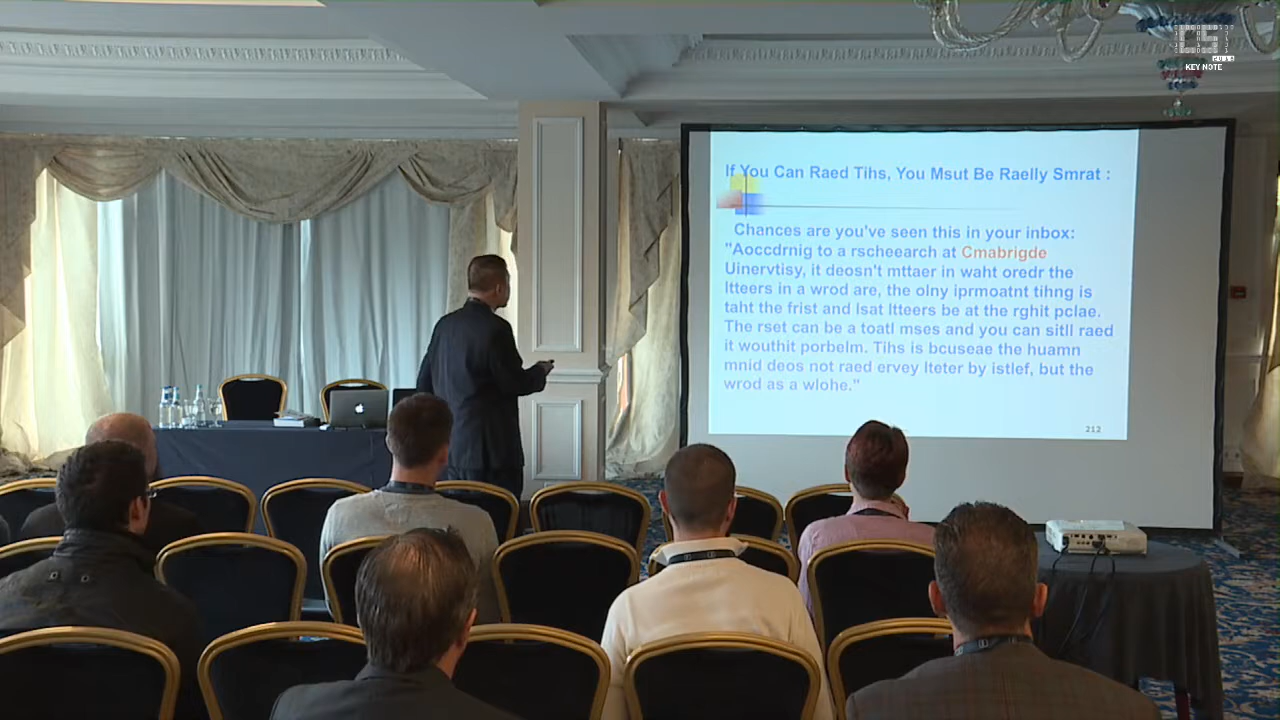 KEY NOTE
If You Can Raed Tihs, You Msut Be Raelly Smrat :
Chances are you've seen this in your inbox:
"Aoccdrnig to a rscheearch at Cmabrigde
Uinervtisy, it deosn't mttaer in waht oredr the
ltteers in a wrod are, the olny iprmoatnt tihng is
taht the frist and lsat ltteers be at the rghit pclae.
The rset can be a toatl mses and you can sitll raed
it wouthit porbelm. Tihs is bcuseae the huamn
mnid deos not raed ervey lteter by istlef, but the
wrod as a wlohe."
212